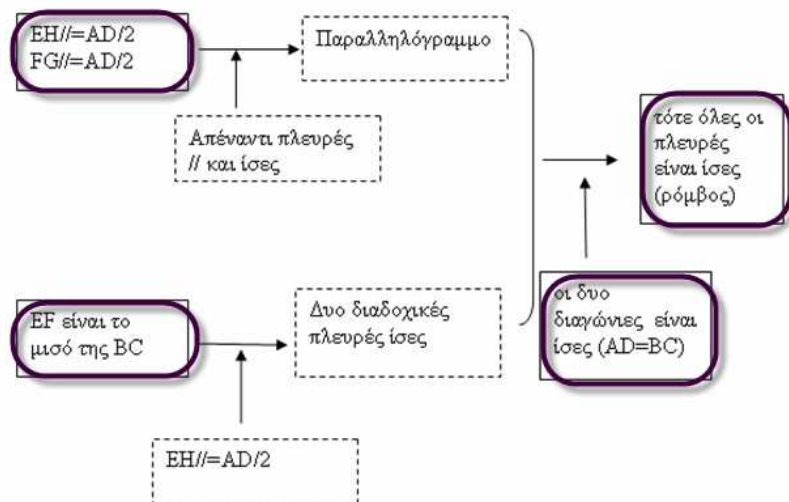 EH//=AD/2
FG//=AD/2
Παραλληλόγραμμο
Απέναντι πλευρές
// και ίσες
τότε όλες οι
πλευρές
είναι ίσες
(ρόμβος)
EF είναι το
μισό της BC
Δυο διαδοχικές
πλευρές ίσες
οι δυο
διαγώνιες είναι
ίσες (AD=BC)
EH//=AD/2